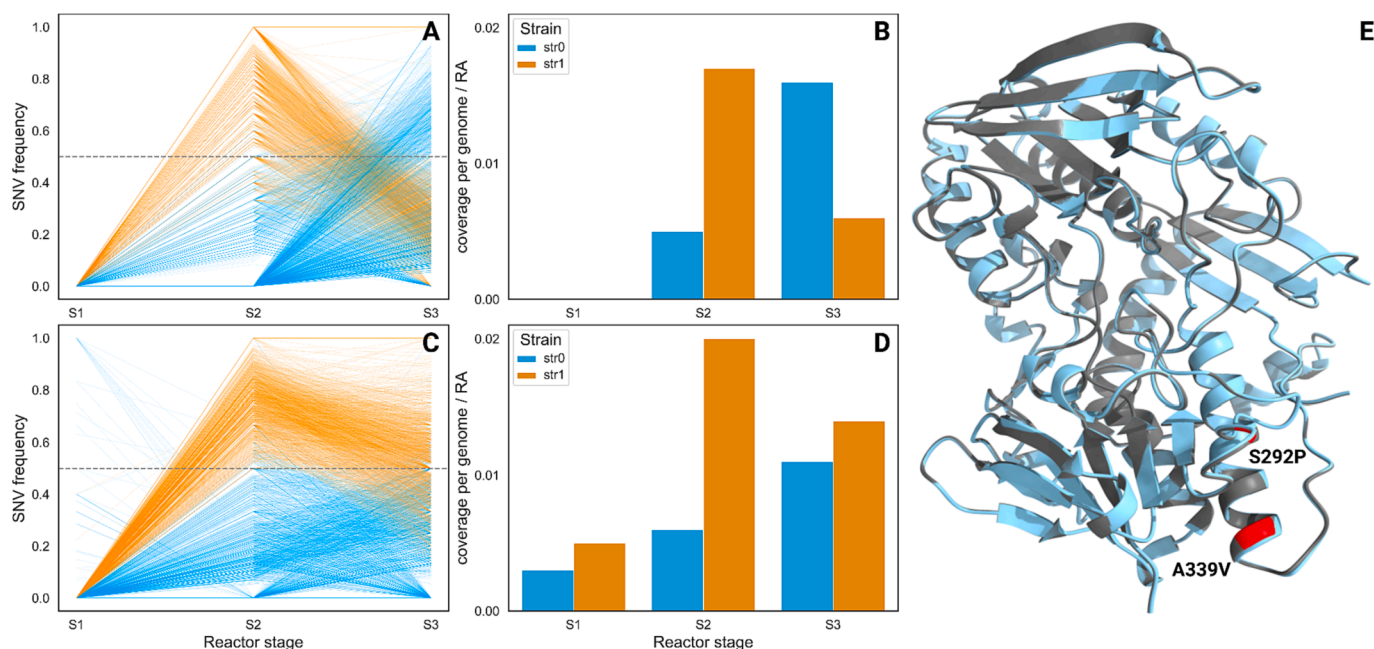 A
SNV frequency
1.0
0.8
0.6
0.4
0.2
0.0
S1
S2
S3
B
coverage per genome / RA
0.02
0.01
0.00
Strain
str0
str1
S1
S2
S3
C
SNV frequency
1.0
0.8
0.6
0.4
0.2
0.0
S1
S2
S3
Reactor stage
D
coverage per genome / RA
0.02
0.01
0.00
Strain
str0
str1
S1
S2
S3
Reactor stage
E
S292P
A339V